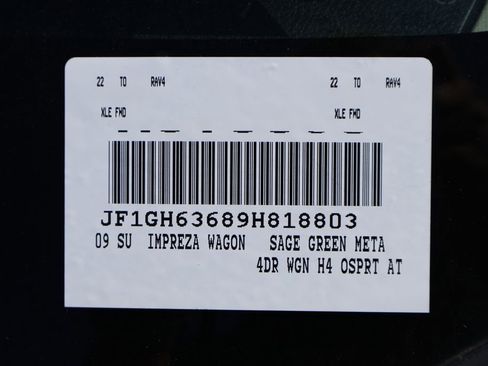 22 TO RAV4 22 TO RAV4
XLE FWD XLE FWD
JF1GH63689H818803
09 SU IMPREZA WAGON SAGE GREEN META
4DR WGN H4 OSPRT AT